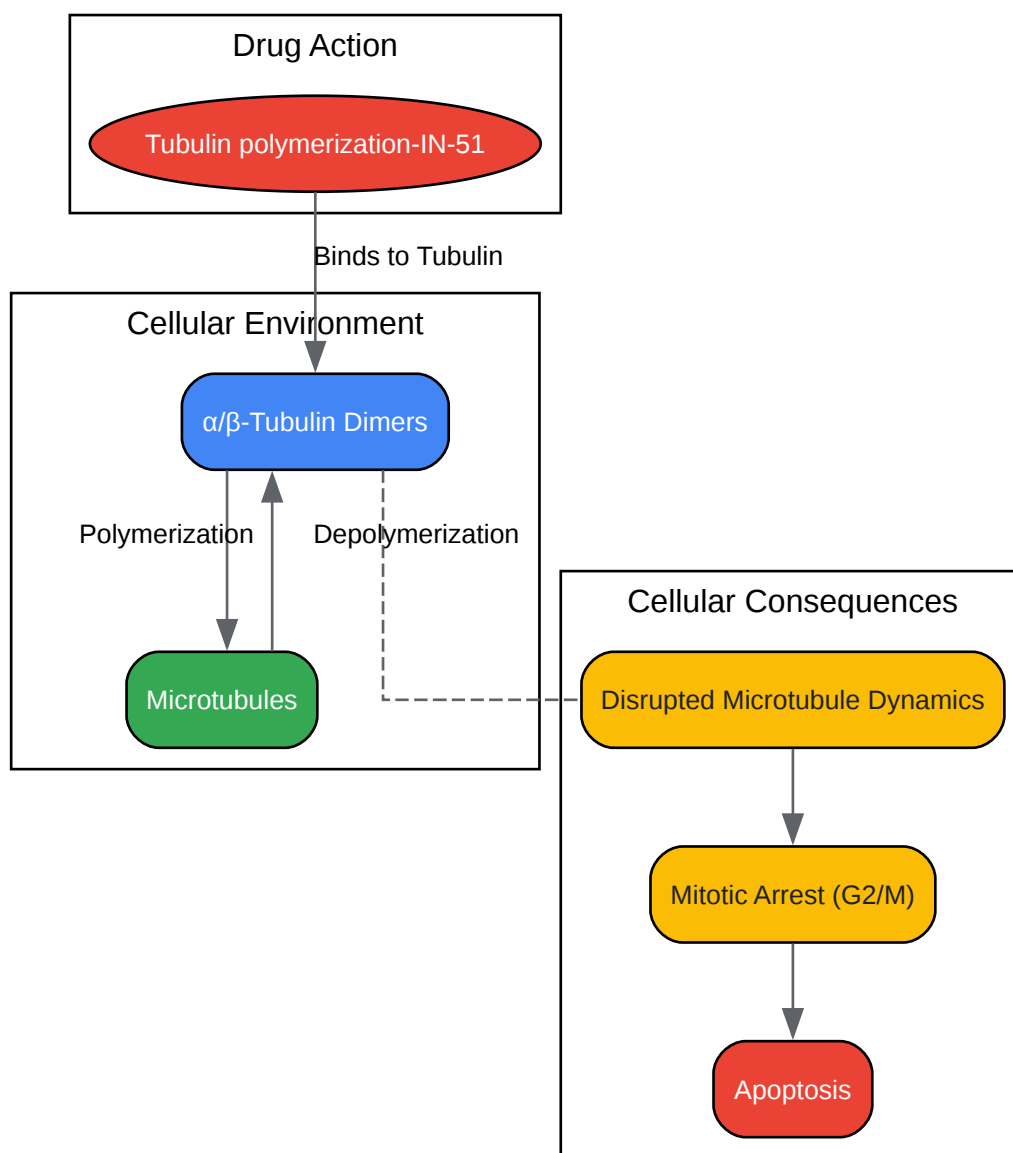 Drug Action
Tubulin polymerization-IN-51
Binds to Tubulin
Cellular Environment
α/β-Tubulin Dimers
Polymerization
Depolymerization
Microtubules
Cellular Consequences
Disrupted Microtubule Dynamics
Mitotic Arrest (G2/M)
Apoptosis